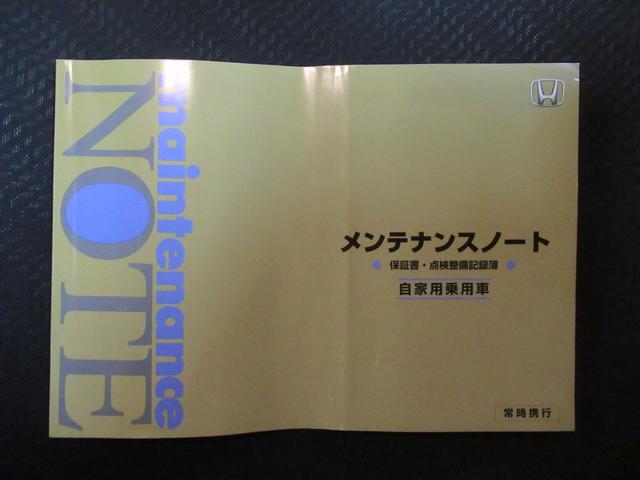 maintenance
NOTE
メンテナンスノート
保証書・点検整備記録簿
自家用乗用車
常時携行